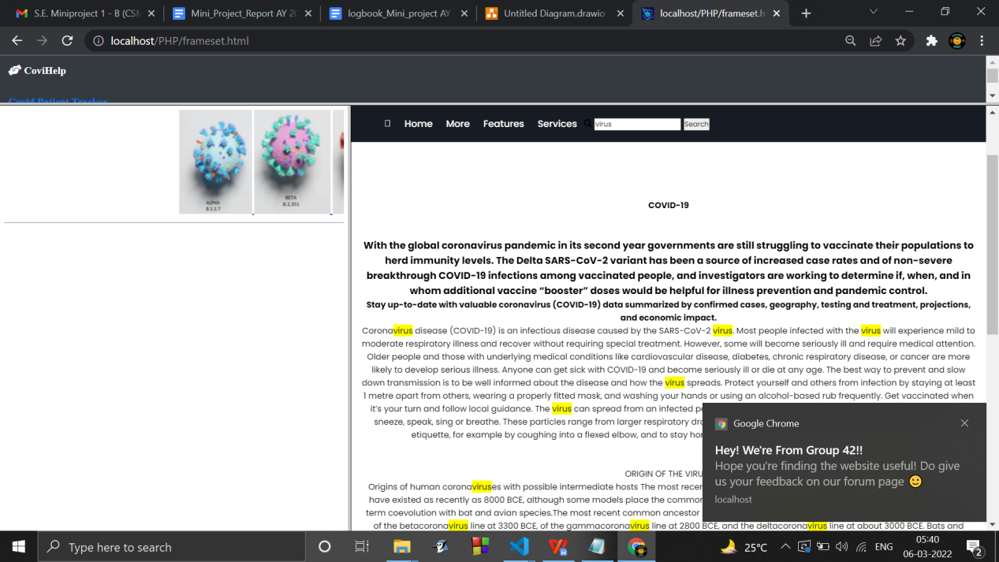 S.E. Miniproject 1 - B (CSM
Mini_Project_Report AY 20
logbook_Mini_project AY
Untitled Diagram.drawio -
localhost/PHP/frameset.h
localhost/PHP/frameset.html
CoviHelp
Covid Patient Tracker
ALPHA
B.1.1.7
BETA
B.1.351
Home More Features Services virus Search
COVID-19
With the global coronavirus pandemic in its second year governments are still struggling to vaccinate their populations to
herd immunity levels. The Delta SARS-CoV-2 variant has been a source of increased case rates and of non-severe
breakthrough COVID-19 infections among vaccinated people, and investigators are working to determine if, when, and in
whom additional vaccine “booster” doses would be helpful for illness prevention and pandemic control.
Stay up-to-date with valuable coronavirus (COVID-19) data summarized by confirmed cases, geography, testing and treatment, projections,
and economic impact.
Coronavirus disease (COVID-19) is an infectious disease caused by the SARS-CoV-2 virus. Most people infected with the virus will experience mild to
moderate respiratory illness and recover without requiring special treatment. However, some will become seriously ill and require medical attention.
Older people and those with underlying medical conditions like cardiovascular disease, diabetes, chronic respiratory disease, or cancer are more
likely to develop serious illness. Anyone can get sick with COVID-19 and become seriously ill or die at any age. The best way to prevent and slow
down transmission is to be well informed about the disease and how the virus spreads. Protect yourself and others from infection by staying at least
1 metre apart from others, wearing a properly fitted mask, and washing your hands or using an alcohol-based rub frequently. Get vaccinated when
it’s your turn and follow local guidance. The virus can spread from an infected pe
sneeze, speak, sing or breathe. These particles range from larger respiratory dro
etiquette, for example by coughing into a flexed elbow, and to stay hom
ORIGIN OF THE VIRU
Origins of human coronaviruses with possible intermediate hosts The most recen
have existed as recently as 8000 BCE, although some models place the common
term coevolution with bat and avian species.The most recent common ancestor
of the betacoronavirus line at 3300 BCE, of the gammacoronavirus line at 2800 BCE, and the deltacoronavirus line at about 3000 BCE. Bats and
Google Chrome
Hey! We're From Group 42!!
Hope you're finding the website useful! Do give
us your feedback on our forum page 🙂
localhost
Type here to search
25°C
ENG
05:40
06-03-2022
2